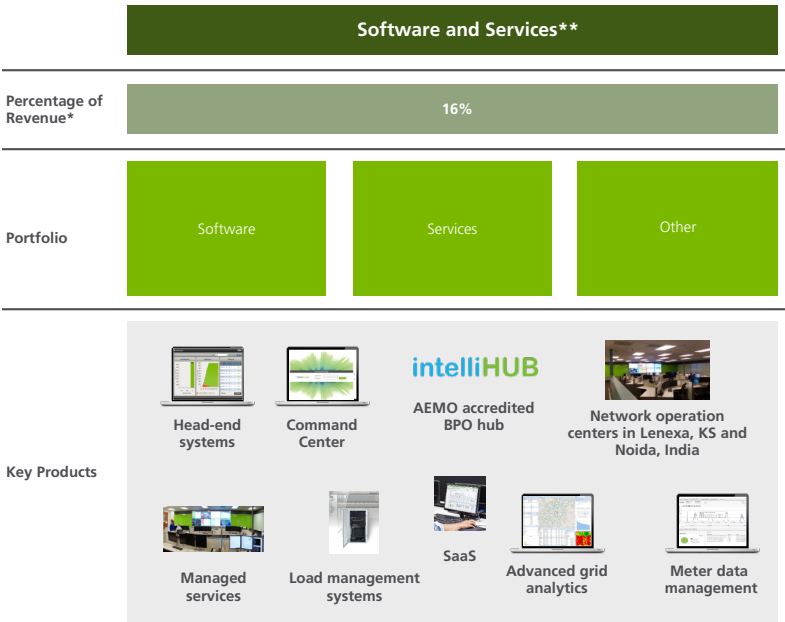 Software and Services**
Percentage of
Revenue*
16%
Portfolio
Software
Services
Other
Key Products
Head-end
systems
Command
Center
intelliHUB
AEMO accredited
BPO hub
Network operation
centers in Lenexa, KS and
Noida, India
Managed
services
Load management
systems
SaaS
Advanced grid
analytics
Meter data
management